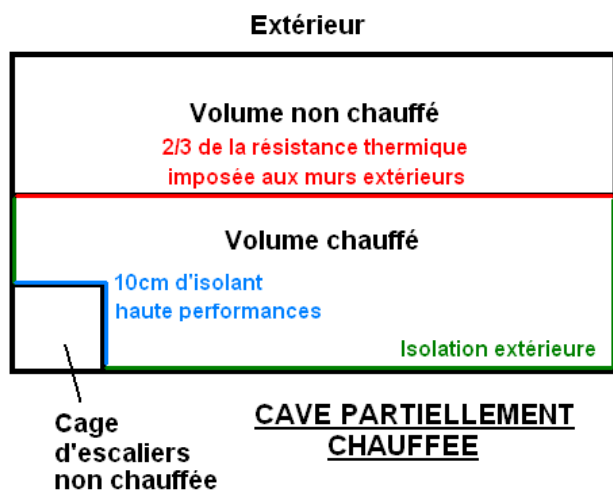 Extérieur
Volume non chauffé
2/3 de la résistance thermique
imposée aux murs extérieurs
Volume chauffé
10cm d'isolant
haute performances
Isolation extérieure
Cage
d'escaliers
non chauffée
CAVE PARTIELLEMENT
CHAUFFEE